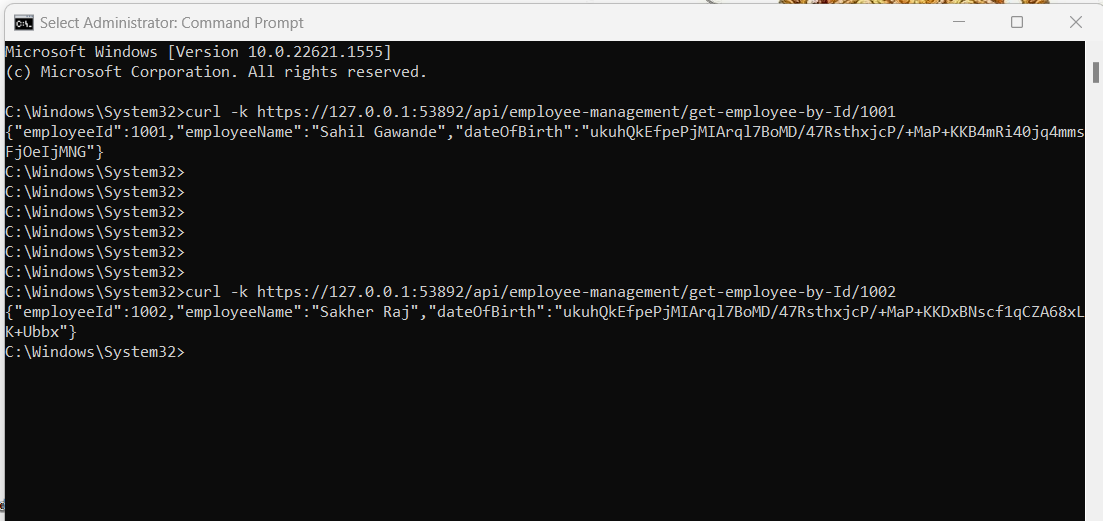 Select Administrator: Command Prompt
Microsoft Windows [Version 10.0.22621.1555]
(c) Microsoft Corporation. All rights reserved.
C:\Windows\System32>curl -k https://127.0.0.1:53892/api/employee-management/get-employee-by-Id/1001
{"employeeId":1001,"employeeName":"Sahil Gawande","dateOfBirth":"ukuhQkEfpePjMIArql7BoMD/47RsthxjcP/+MaP+KKB4mRi40jq4mms
FjOeIjMNG"}
C:\Windows\System32>
C:\Windows\System32>
C:\Windows\System32>
C:\Windows\System32>
C:\Windows\System32>
C:\Windows\System32>
C:\Windows\System32>curl -k https://127.0.0.1:53892/api/employee-management/get-employee-by-Id/1002
{"employeeId":1002,"employeeName":"Sakher Raj","dateOfBirth":"ukuhQkEfpePjMIArql7BoMD/47RsthxjcP/+MaP+KKDxBNscf1qCZA68xL
K+Ubbx"}
C:\Windows\System32>